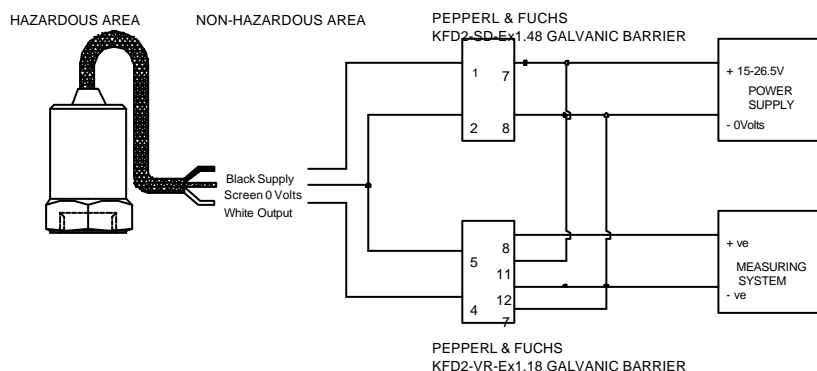 HAZARDOUS AREA
NON-HAZARDOUS AREA
PEPPERL & FUCHS
KFD2-SD-Ex1.48 GALVANIC BARRIER
1
7
2
8
+ 15-26.5V
POWER
SUPPLY
- 0Volts
Black Supply
Screen 0 Volts
White Output
5
8
11
4
12
7
+ ve
MEASURING
SYSTEM
- ve
PEPPERL & FUCHS
KFD2-VR-Ex1.18 GALVANIC BARRIER